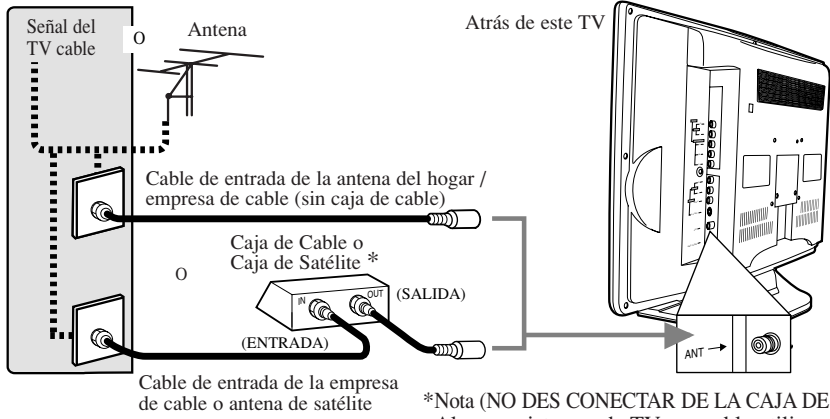 Señal del
TV cable
O
Antena
Atrás de este TV
Cable de entrada de la antena del hogar /
empresa de cable (sin caja de cable)
O
Caja de Cable o
Caja de Satélite *
IN
OUT
(SALIDA)
(ENTRADA)
ANT
Cable de entrada de la empresa
de cable o antena de satélite
*Nota (NO DES CONECTAR DE LA CAJA DE